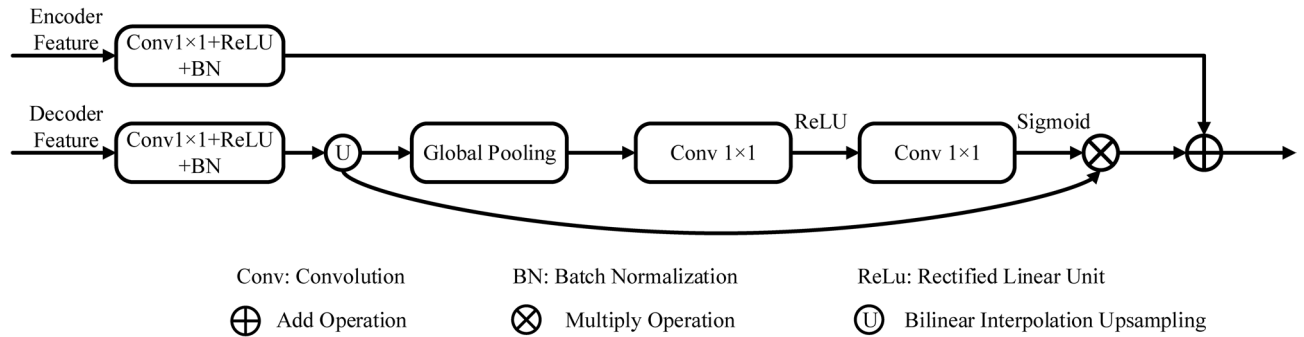 Encoder
Feature
Conv1×1+ReLU
+BN
Decoder
Feature
Conv1×1+ReLU
+BN
U
Global Pooling
Conv 1×1
ReLU
Conv 1×1
Sigmoid
Conv: Convolution
BN: Batch Normalization
ReLu: Rectified Linear Unit
Add Operation
Multiply Operation
U
Bilinear Interpolation Upsampling